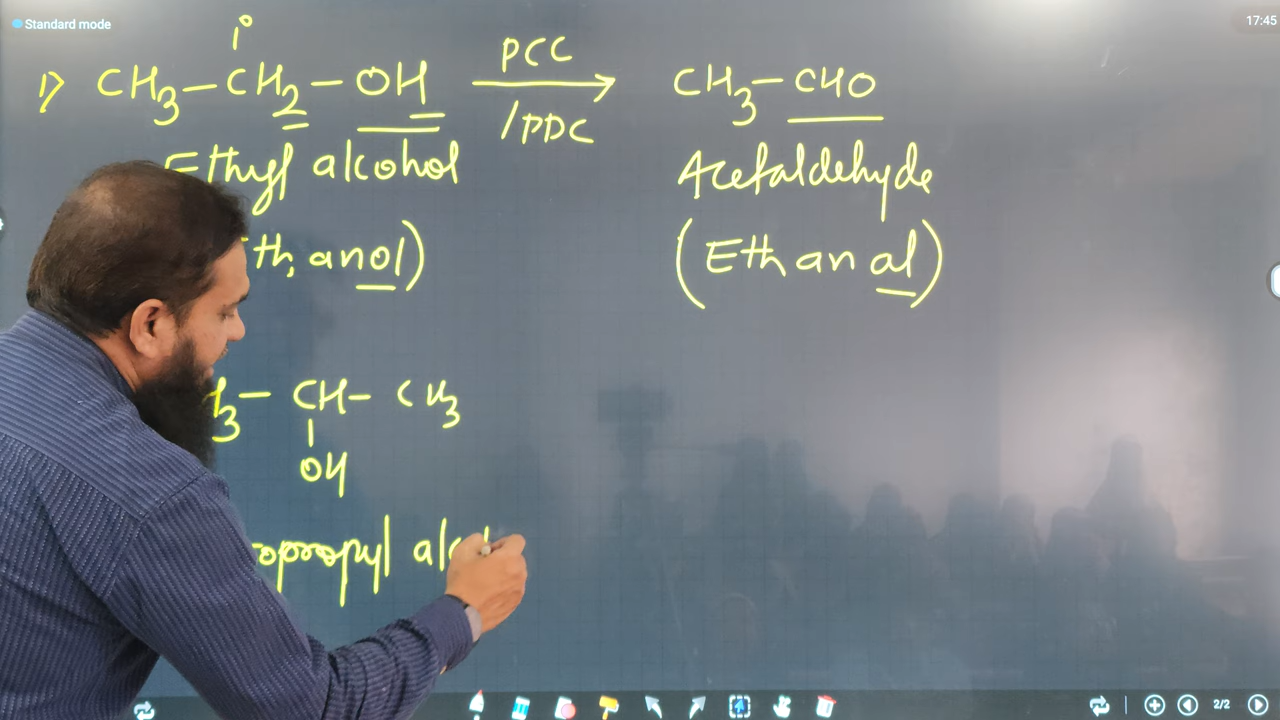 Standard mode
17:45
1°
1) CH3 — CH2 — OH PCC / PDC → CH3 — CHO
Ethyl alcohol Acetaldehyde
th, anol) (Ethanal)
H3 — CH — CH3
OH
opropyl alc
2/2